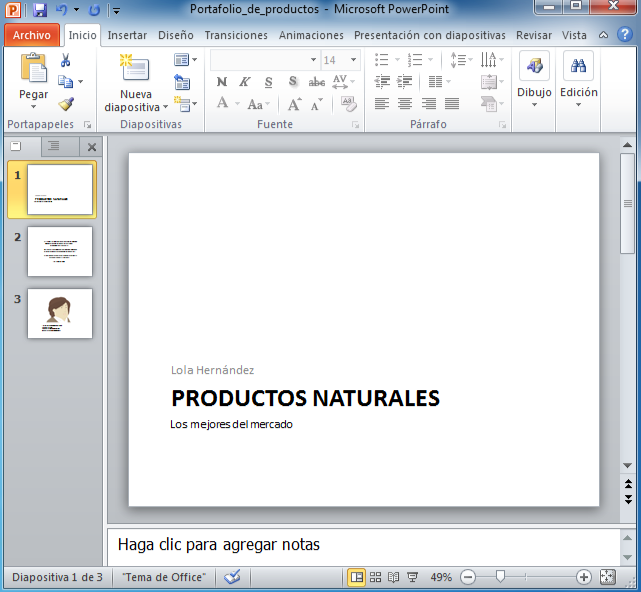 Portafolio_de_productos - Microsoft PowerPoint
Archivo Inicio Insertar Diseño Transiciones Animaciones Presentación con diapositivas Revisar Vista
14
Pegar Nueva diapositiva Dibujo Edición
N K S S abc AV
A Aa A A
Portapapeles Diapositivas Fuente Párrafo
1
2
3
Lola Hernández
PRODUCTOS NATURALES
Los mejores del mercado
Haga clic para agregar notas
Diapositiva 1 de 3 "Tema de Office" 49%